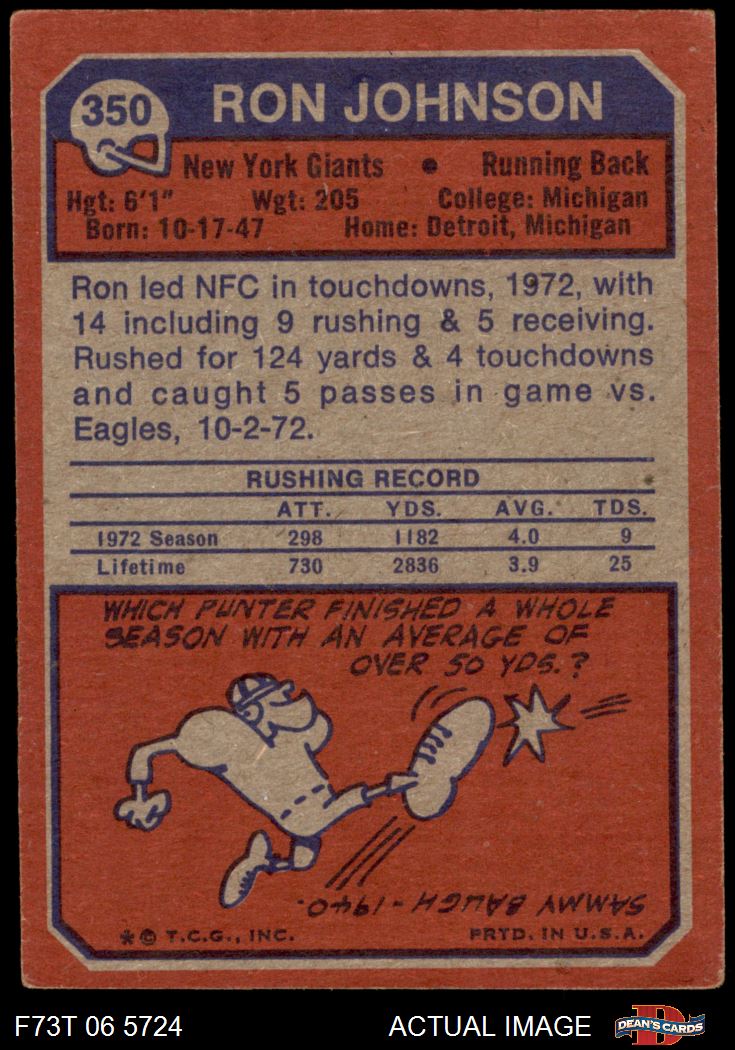 350
RON JOHNSON
New York Giants • Running Back
Hgt: 6'1" Wgt: 205 College: Michigan
Born: 10-17-47 Home: Detroit, Michigan
Ron led NFC in touchdowns, 1972, with
14 including 9 rushing & 5 receiving.
Rushed for 124 yards & 4 touchdowns
and caught 5 passes in game vs.
Eagles, 10-2-72.
RUSHING RECORD
ATT. YDS. AVG. TDS.
1972 Season 298 1182 4.0 9
Lifetime 730 2836 3.9 25
WHICH PUNTER FINISHED A WHOLE
SEASON WITH AN AVERAGE OF
OVER 50 YDS.?
SAMMY BAUGH-1940.
*© T.C.G., INC. PRTD. IN U.S.A.
F73T 06 5724 ACTUAL IMAGE
D
DEAN'S CARDS